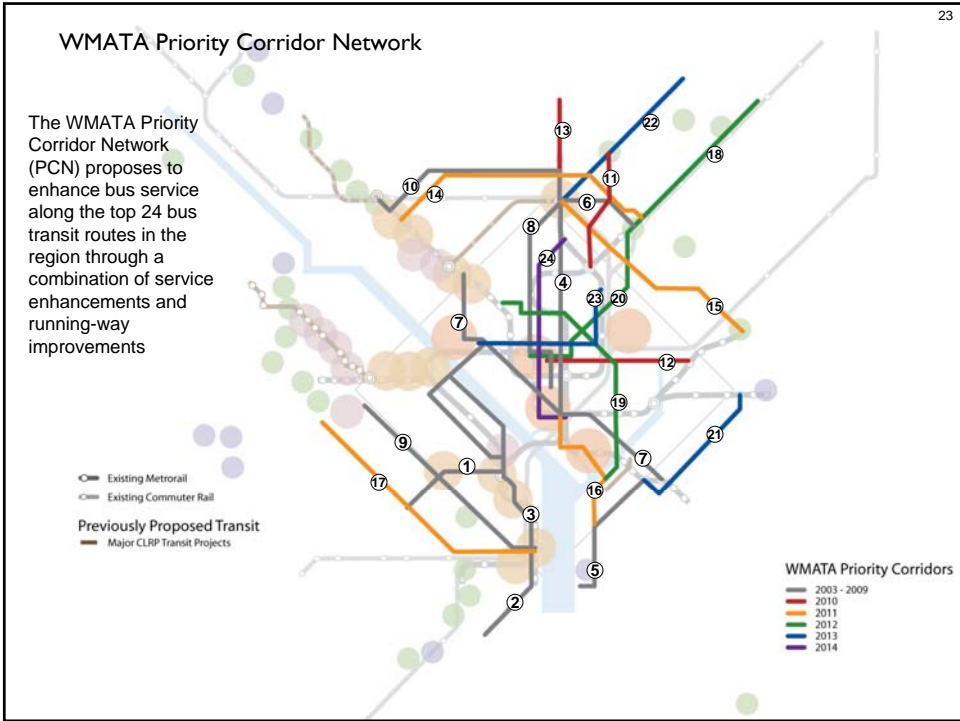 23
WMATA Priority Corridor Network
The WMATA Priority
Corridor Network
(PCN) proposes to
enhance bus service
along the top 24 bus
transit routes in the
region through a
combination of service
enhancements and
running-way
improvements
13
22
18
11
10
14
6
8
24
4
23
20
15
7
12
19
9
21
1
7
17
16
3
5
2
Existing Metrorail
Existing Commuter Rail
Previously Proposed Transit
Major CLRP Transit Projects
WMATA Priority Corridors
2003 - 2009
2010
2011
2012
2013
2014